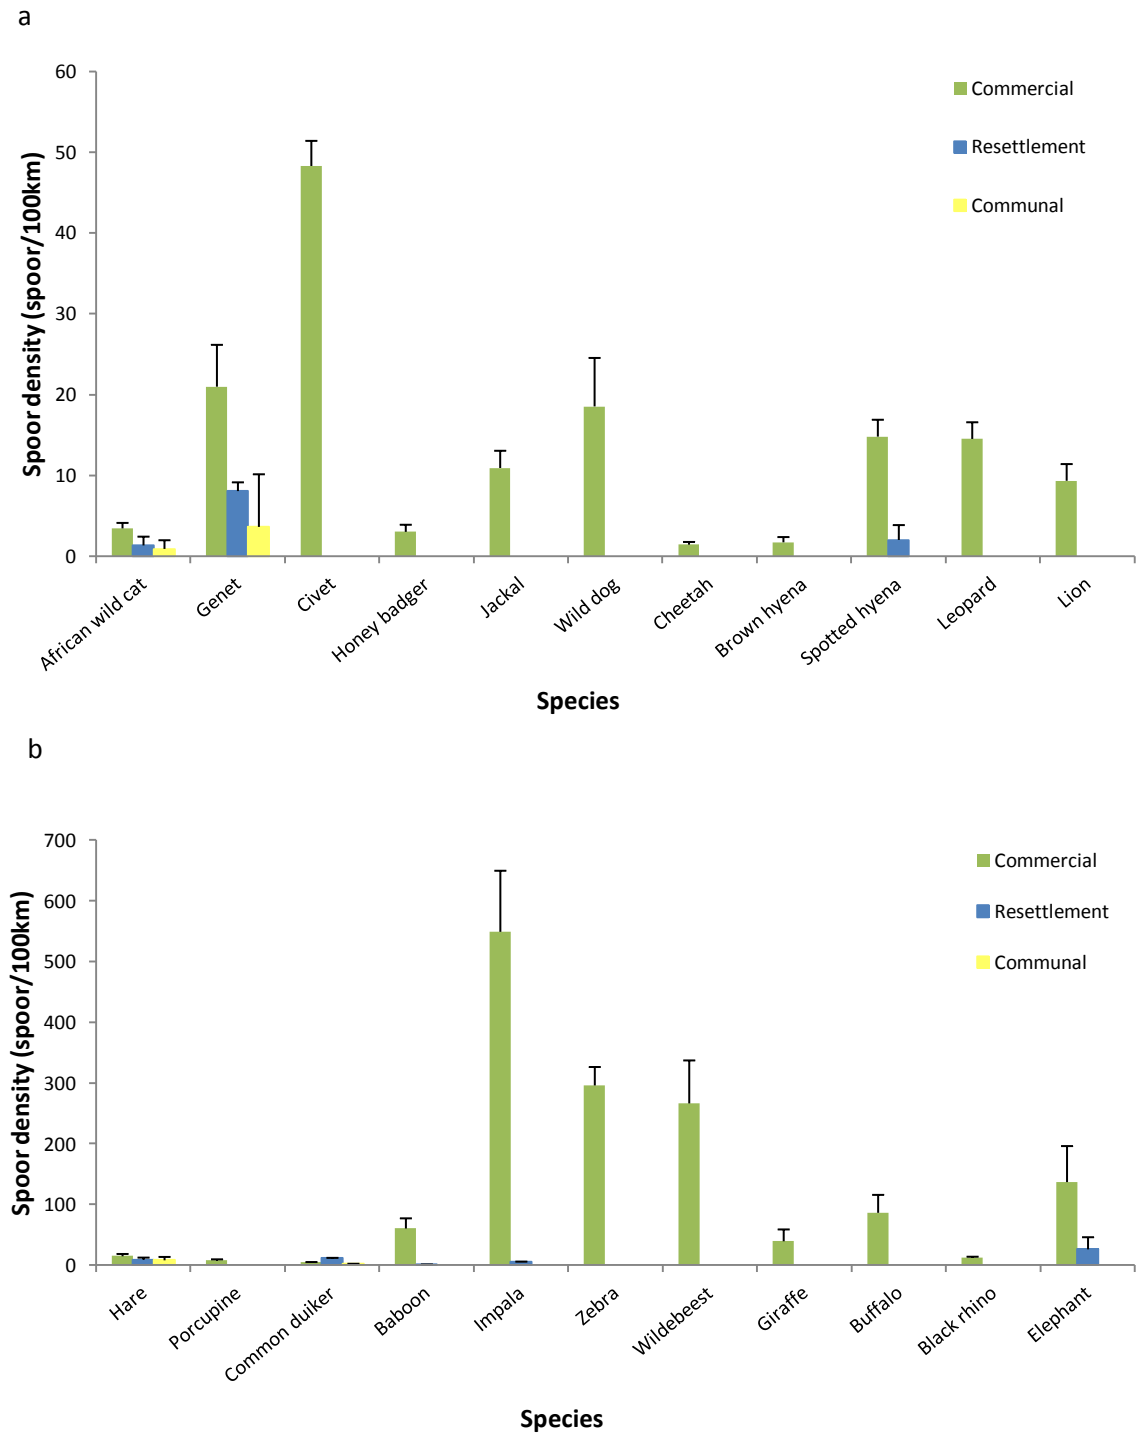 a
60
50
40
30
20
10
0
Spoor density (spoor/100km)
Commercial
Resettlement
Communal
African wild cat
Genet
Civet
Honey badger
Jackal
Wild dog
Cheetah
Brown hyena
Spotted hyena
Leopard
Lion
Species
b
700
600
500
400
300
200
100
0
Spoor density (spoor/100km)
Commercial
Resettlement
Communal
Hare
Porcupine
Common duiker
Baboon
Impala
Zebra
Wildebeest
Giraffe
Buffalo
Black rhino
Elephant
Species